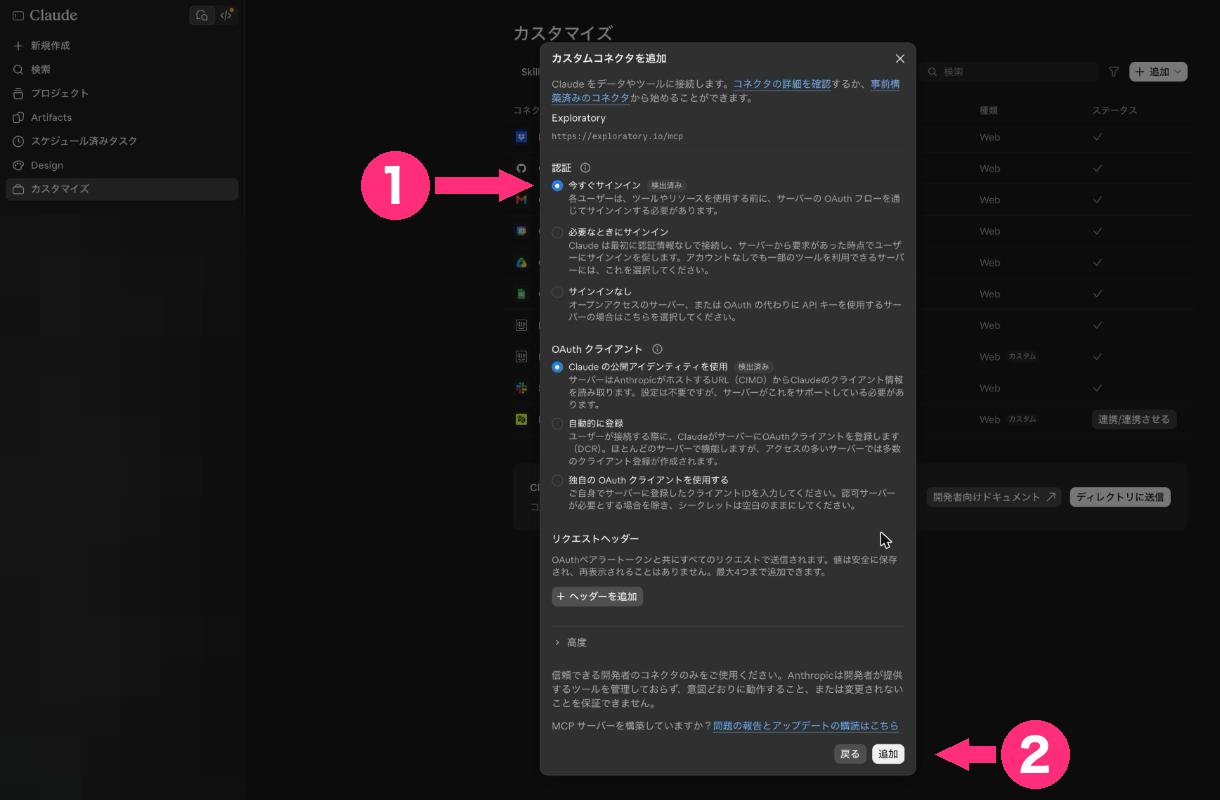 Claude
新規作成
検索
プロジェクト
Artifacts
スケジュール済みタスク
Design
カスタマイズ
カスタマイズ
Skill
検索
追加
コネク
種類
ステータス
Web
Web
Web
Web
Web
Web
Web
Web カスタム
Web
Web カスタム
連携/連携させる
開発者向けドキュメント
ディレクトリに送信
カスタムコネクタを追加
Claude をデータやツールに接続します。コネクタの詳細を確認するか、事前構
築済みのコネクタから始めることができます。
Exploratory
https://exploratory.io/mcp
認証
今すぐサインイン 検出済み
各ユーザーは、ツールやリソースを使用する前に、サーバーの OAuth フローを通
じてサインインする必要があります。
必要なときにサインイン
Claude は最初に認証情報なしで接続し、サーバーから要求があった時点でユーザ
ーにサインインを促します。アカウントなしでも一部のツールを利用できるサーバ
ーには、これを選択してください。
サインインなし
オープンアクセスのサーバー、または OAuth の代わりに API キーを使用するサー
バーの場合はこちらを選択してください。
OAuth クライアント
Claude の公開アイデンティティを使用 検出済み
サーバーはAnthropicがホストするURL（CIMD）からClaudeのクライアント情報
を読み取ります。設定は不要ですが、サーバーがこれをサポートしている必要があ
ります。
自動的に登録
ユーザーが接続する際に、ClaudeがサーバーにOAuthクライアントを登録します
（DCR）。ほとんどのサーバーで機能しますが、アクセスの多いサーバーでは多数
のクライアント登録が作成されます。
独自の OAuth クライアントを使用する
ご自身でサーバーに登録したクライアントIDを入力してください。認可サーバー
が必要とする場合を除き、シークレットは空白のままにしてください。
リクエストヘッダー
OAuthベアラートークンと共にすべてのリクエストで送信されます。値は安全に保存
され、再表示されることはありません。最大4つまで追加できます。
ヘッダーを追加
高度
信頼できる開発者のコネクタのみをご使用ください。Anthropicは開発者が提供
するツールを管理しておらず、意図どおりに動作すること、または変更されない
ことを保証できません。
MCP サーバーを構築していますか？問題の報告とアップデートの購読はこちら
戻る
追加
1
2